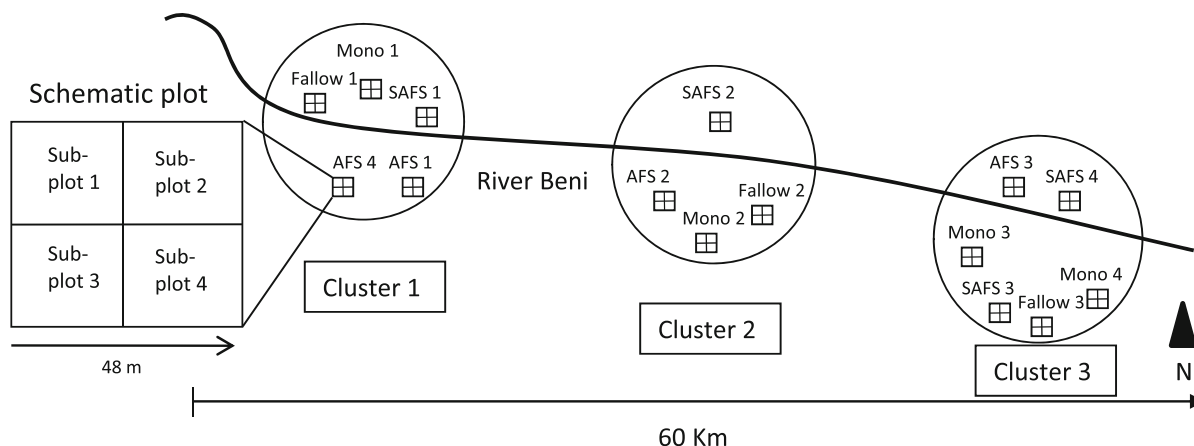 Schematic plot
Sub-
plot 1
Sub-
plot 2
Sub-
plot 3
Sub-
plot 4
48 m
Mono 1
Fallow 1
SAFS 1
AFS 4
AFS 1
Cluster 1
River Beni
SAFS 2
AFS 2
Fallow 2
Mono 2
Cluster 2
AFS 3
SAFS 4
Mono 3
Mono 4
SAFS 3
Fallow 3
Cluster 3
N
60 Km